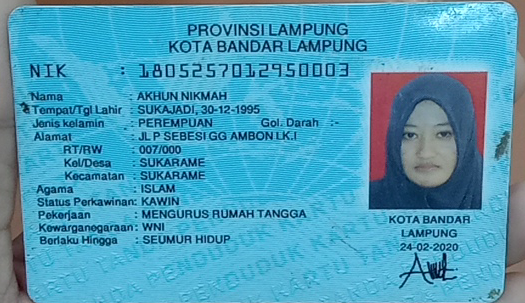 PROVINSI LAMPUNG
KOTA BANDAR LAMPUNG
NIK : 1805257012950003
Nama : AKHUN NIKMAH
Tempat/Tgl Lahir : SUKAJADI, 30-12-1995
Jenis kelamin : PEREMPUAN Gol. Darah :-
Alamat : JL P SEBESI GG AMBON LK.I
RT/RW : 007/000
Kel/Desa : SUKARAME
Kecamatan : SUKARAME
Agama : ISLAM
Status Perkawinan: KAWIN
Pekerjaan : MENGURUS RUMAH TANGGA
Kewarganegaraan: WNI
Berlaku Hingga : SEUMUR HIDUP
KOTA BANDAR
LAMPUNG
24-02-2020